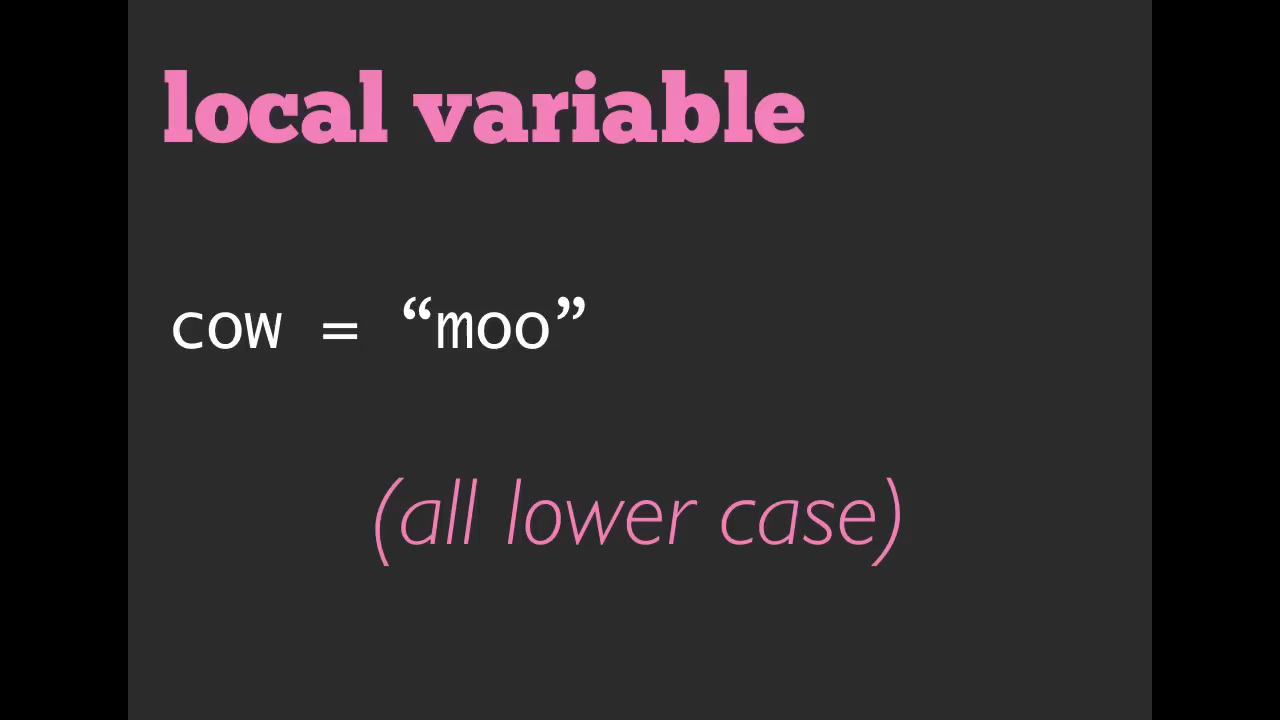 local variable
cow = “moo”
(all lower case)